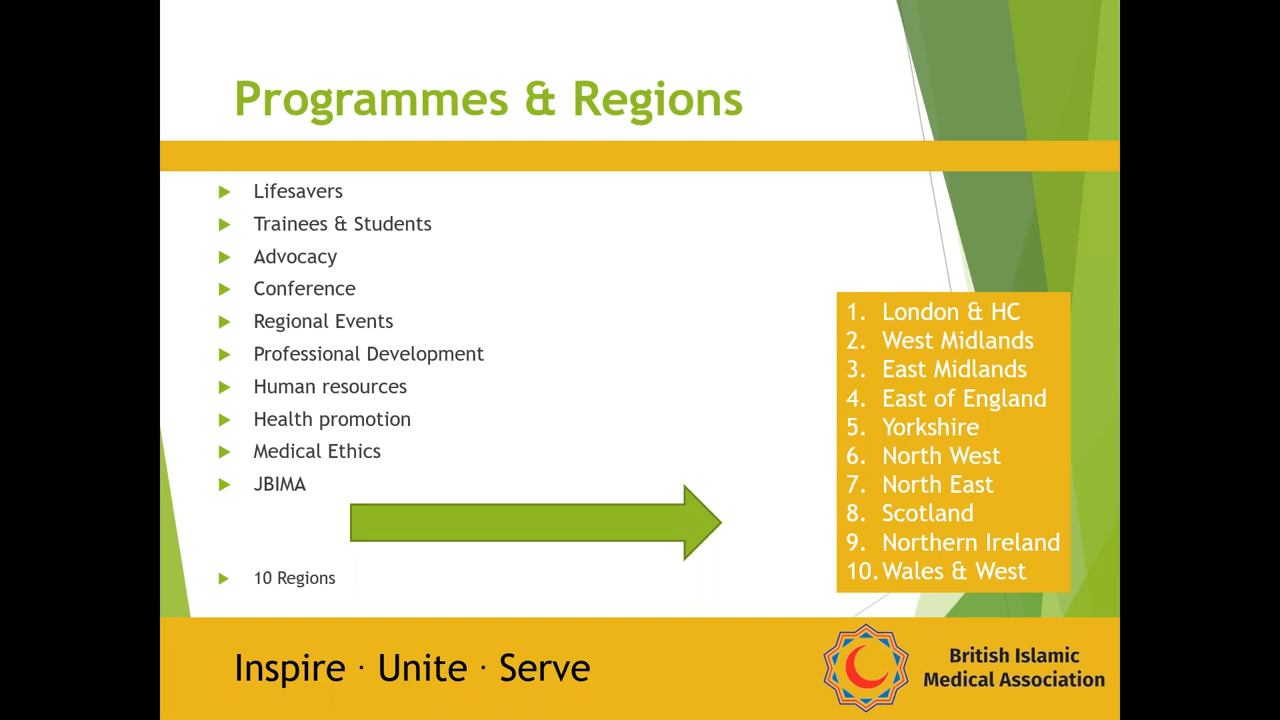 Programmes & Regions
Lifesavers
Trainees & Students
Advocacy
Conference
Regional Events
Professional Development
Human resources
Health promotion
Medical Ethics
JBIMA
10 Regions
1. London & HC
2. West Midlands
3. East Midlands
4. East of England
5. Yorkshire
6. North West
7. North East
8. Scotland
9. Northern Ireland
10. Wales & West
Inspire · Unite · Serve
British Islamic
Medical Association